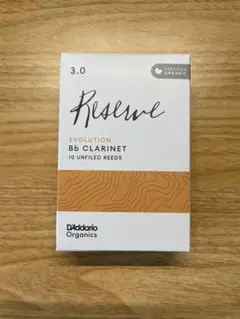 3.0
CERTIFIED
ORGANIC
Reserve
EVOLUTION
Bb CLARINET
10 UNFILED REEDS
D'Addario
Organics